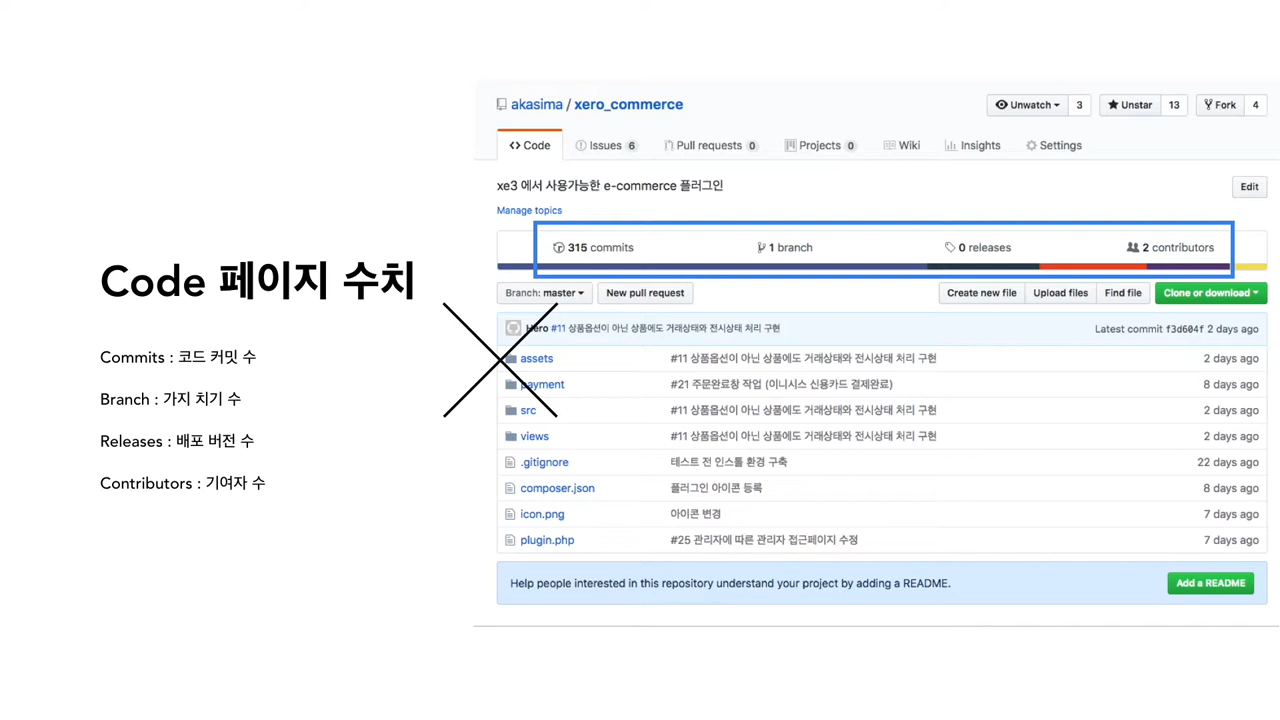 Code 페이지 수치
Commits : 코드 커밋 수
Branch : 가지 치기 수
Releases : 배포 버전 수
Contributors : 기여자 수
akasima / xero_commerce
Unwatch 3 Unstar 13 Fork 4
Code Issues 6 Pull requests 0 Projects 0 Wiki Insights Settings
xe3 에서 사용가능한 e-commerce 플러그인 Edit
Manage topics
315 commits 1 branch 0 releases 2 contributors
Branch: master New pull request Create new file Upload files Find file Clone or download
Hero #11 상품옵션이 아닌 상품에도 거래상태와 전시상태 처리 구현 Latest commit f3d604f 2 days ago
assets #11 상품옵션이 아닌 상품에도 거래상태와 전시상태 처리 구현 2 days ago
payment #21 주문완료창 작업 (이니시스 신용카드 결제완료) 8 days ago
src #11 상품옵션이 아닌 상품에도 거래상태와 전시상태 처리 구현 2 days ago
views #11 상품옵션이 아닌 상품에도 거래상태와 전시상태 처리 구현 2 days ago
.gitignore 테스트 전 인스톨 환경 구축 22 days ago
composer.json 플러그인 아이콘 등록 8 days ago
icon.png 아이콘 변경 7 days ago
plugin.php #25 관리자에 따른 관리자 접근페이지 수정 7 days ago
Help people interested in this repository understand your project by adding a README. Add a README